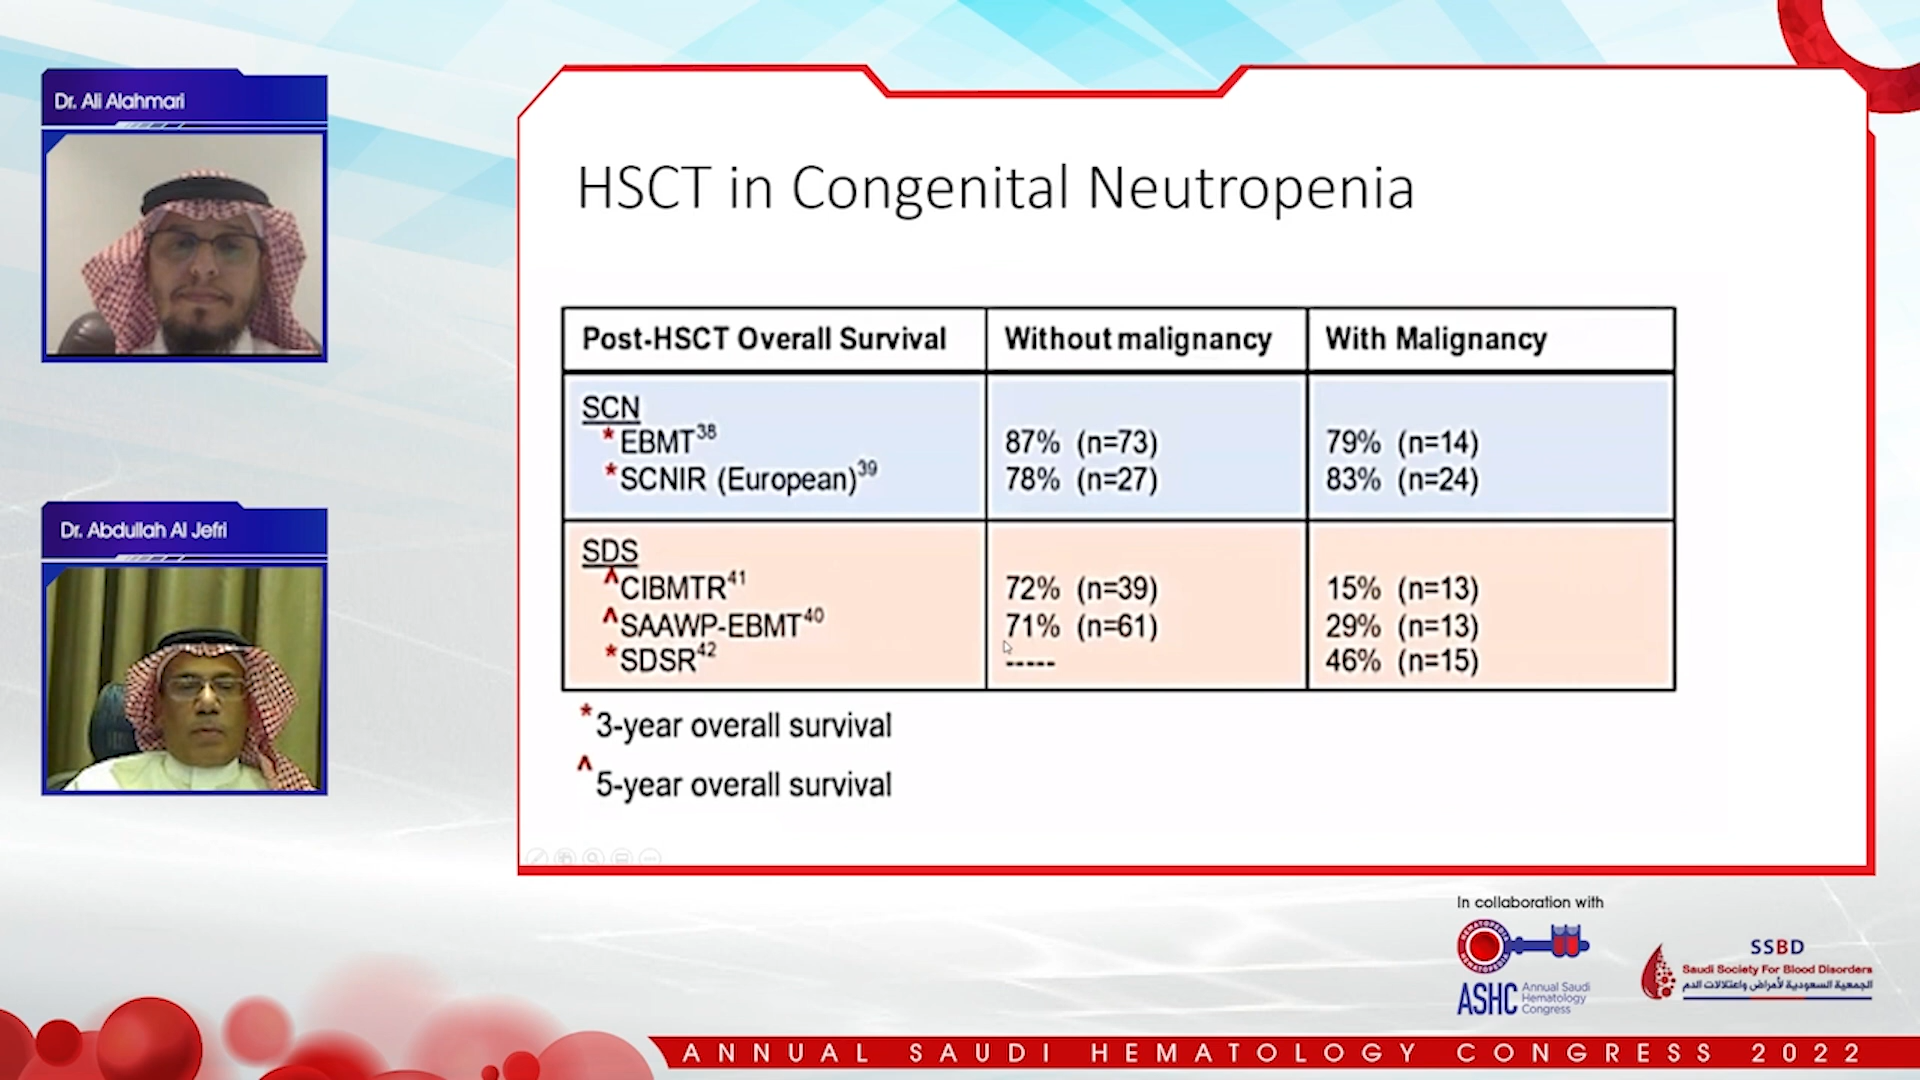 Dr. Ali Alahmari
Dr. Abdullah Al Jefri
HSCT in Congenital Neutropenia
Post-HSCT Overall Survival Without malignancy With Malignancy
SCN
*EBMT38 87% (n=73) 79% (n=14)
*SCNIR (European)39 78% (n=27) 83% (n=24)
SDS
^CIBMTR41 72% (n=39) 15% (n=13)
^SAAWP-EBMT40 71% (n=61) 29% (n=13)
*SDSR42 ----- 46% (n=15)
*3-year overall survival
^5-year overall survival
In collaboration with
HEMATOPEDIA
ASHC Annual Saudi
Hematology
Congress
SSBD
Saudi Society For Blood Disorders
الجمعية السعودية لأمراض واعتلالات الدم
ANNUAL SAUDI HEMATOLOGY CONGRESS 2022